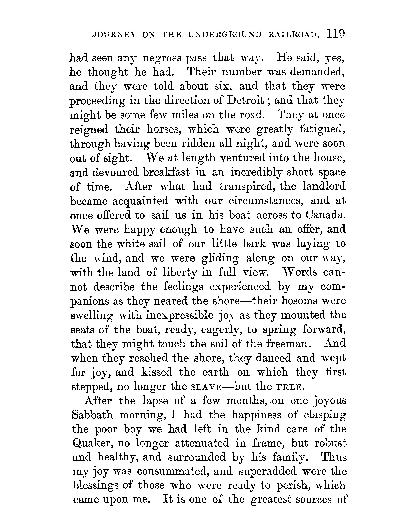 JOURNEY ON THE UNDERGROUND RAILROAD. 119
had seen any negroes pass that way. He said, yes,
he thought he had. Their number was demanded,
and they were told about six, and that they were
proceeding in the direction of Detroit; and that they
might be some few miles on the road. They at once
reigned their horses, which were greatly fatigued,
through having been ridden all night, and were soon
out of sight. We at length ventured into the house,
and devoured breakfast in an incredibly short space
of time. After what had transpired, the landlord
became acquainted with our circumstances, and at
once offered to sail us in his boat across to Canada.
We were happy enough to have such an offer, and
soon the white sail of our little bark was laying to
the wind, and we were gliding along on our way,
with the land of liberty in full view. Words can-
not describe the feelings experienced by my com-
panions as they neared the shore—their bosoms were
swelling with inexpressible joy as they mounted the
seats of the boat, ready, eagerly, to spring forward,
that they might touch the soil of the freeman. And
when they reached the shore, they danced and wept
for joy, and kissed the earth on which they first
stepped, no longer the SLAVE—but the FREE.
After the lapse of a few months, on one joyous
Sabbath morning, I had the happiness of clasping
the poor boy we had left in the kind care of the
Quaker, no longer attenuated in frame, but robust
and healthy, and surrounded by his family. Thus
my joy was consummated, and superadded were the
blessings of those who were ready to perish, which
came upon me. It is one of the greatest sources of